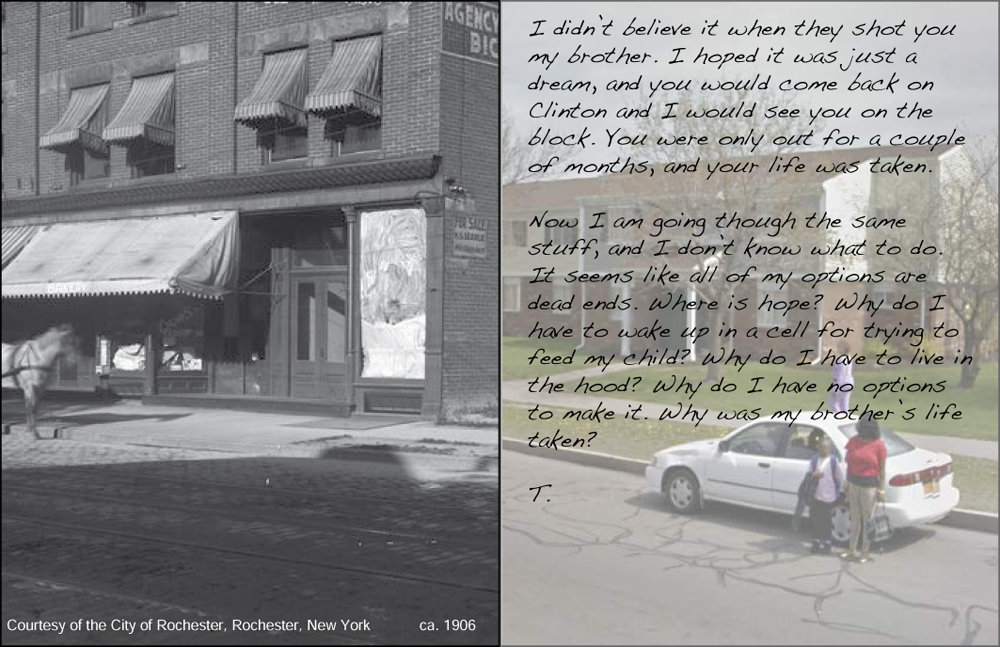 AGENCY
BIC
FOR SALE
BAKERY
Courtesy of the City of Rochester, Rochester, New York ca. 1906
I didn't believe it when they shot you
my brother. I hoped it was just a
dream, and you would come back on
Clinton and I would see you on the
block. You were only out for a couple
of months, and your life was taken.
Now I am going though the same
stuff, and I don't know what to do.
It seems like all of my options are
dead ends. Where is hope? Why do I
have to wake up in a cell for trying to
feed my child? Why do I have to live in
the hood? Why do I have no options
to make it. Why was my brother's life
taken?
T.